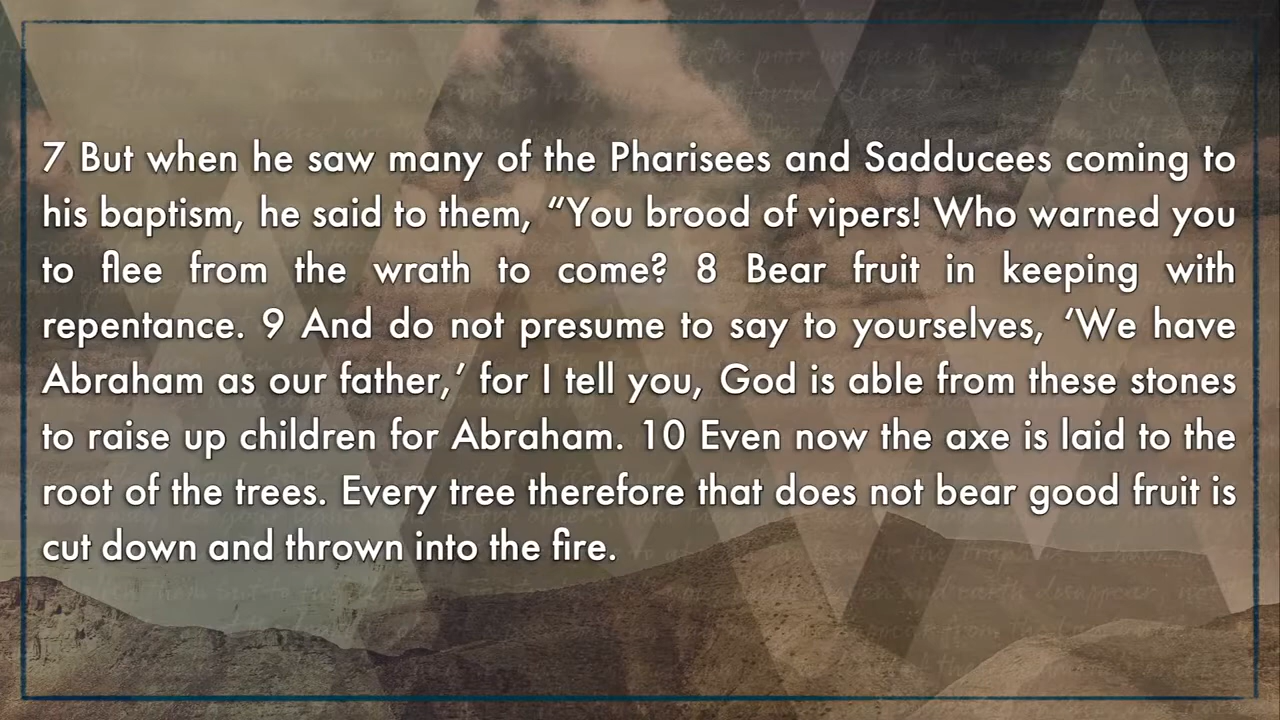 7 But when he saw many of the Pharisees and Sadducees coming to
his baptism, he said to them, “You brood of vipers! Who warned you
to flee from the wrath to come? 8 Bear fruit in keeping with
repentance. 9 And do not presume to say to yourselves, ‘We have
Abraham as our father,’ for I tell you, God is able from these stones
to raise up children for Abraham. 10 Even now the axe is laid to the
root of the trees. Every tree therefore that does not bear good fruit is
cut down and thrown into the fire.